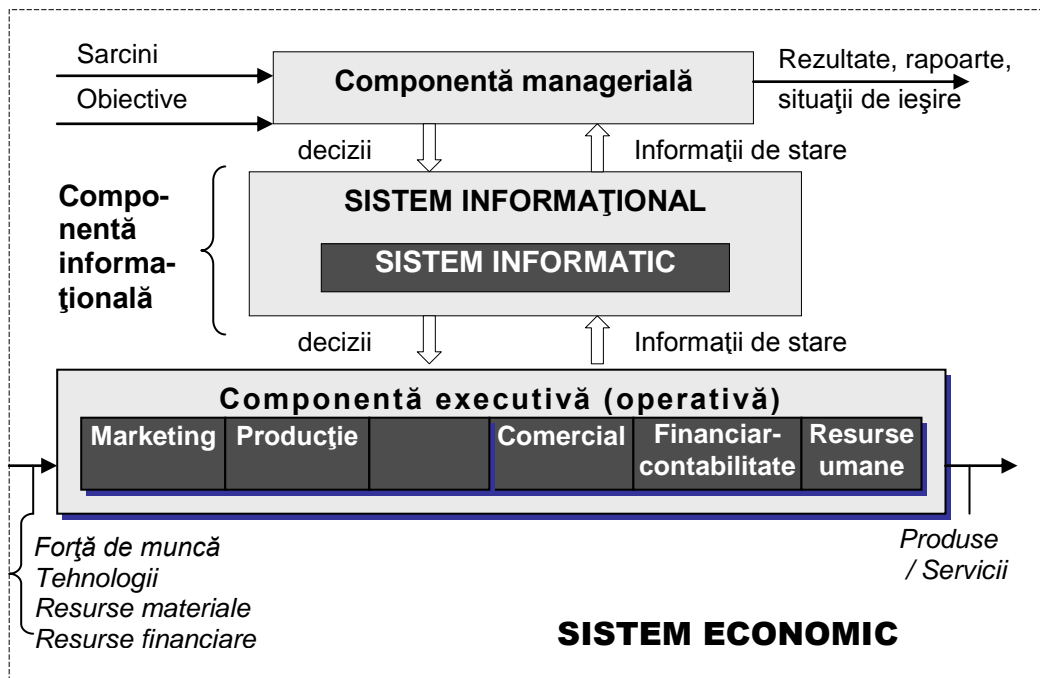 Sarcini
Obiective
Componentă managerială
Rezultate, rapoarte,
situaţii de ieşire
decizii
Informaţii de stare
Compo-
nentă
informa-
ţională
SISTEM INFORMAŢIONAL
SISTEM INFORMATIC
decizii
Informaţii de stare
Componentă executivă (operativă)
Marketing
Producţie
Comercial
Financiar-
contabilitate
Resurse
umane
Forţă de muncă
Tehnologii
Resurse materiale
Resurse financiare
Produse
/ Servicii
SISTEM ECONOMIC